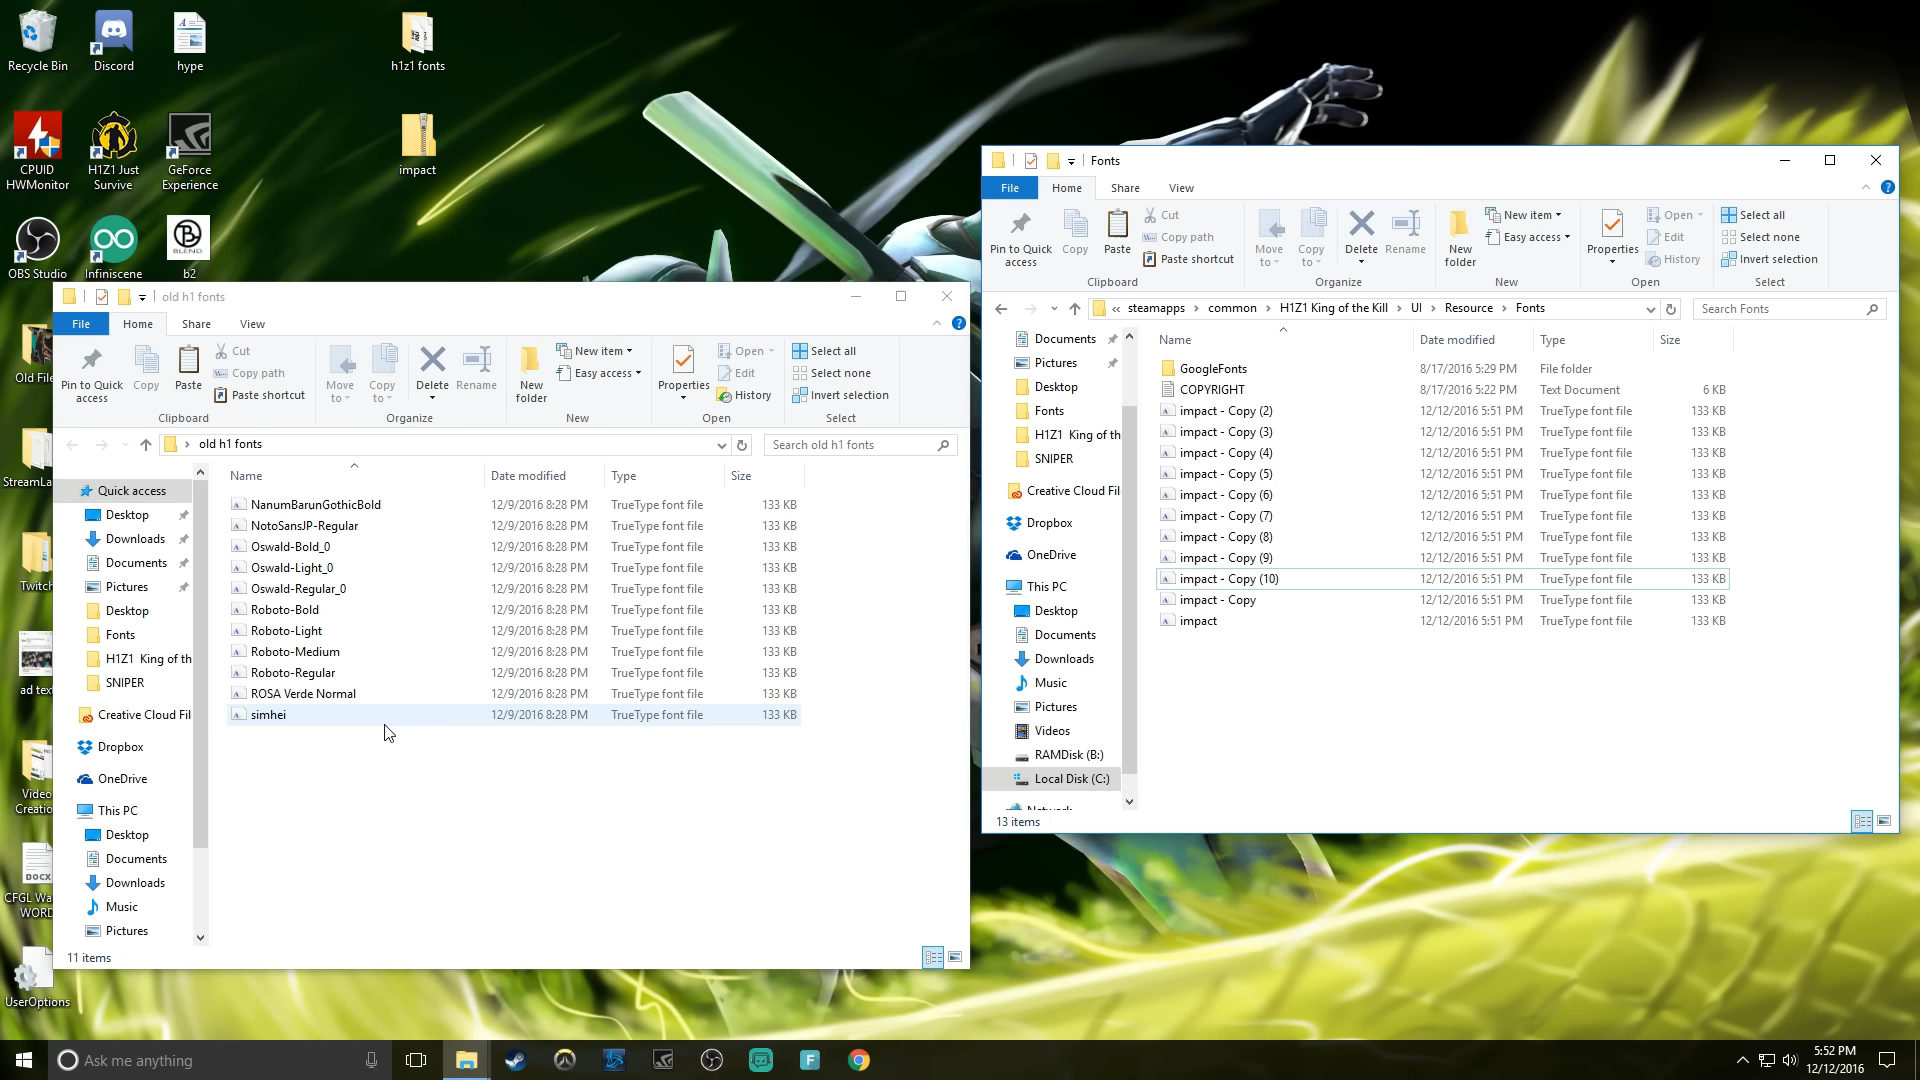 Recycle Bin
Discord
hype
h1z1 fonts
CPUID
HWMonitor
H1Z1 Just
Survive
GeForce
Experience
impact
OBS Studio
Infiniscene
BLEND
b2
Old File
StreamLa
Twitch
ad text
Video
Creatio
DOCX
CFGL Wa
WORD
UserOptions
old h1 fonts
File
Home
Share
View
Pin to Quick
access
Copy
Paste
Cut
Copy path
Paste shortcut
Clipboard
Move
to
Copy
to
Delete
Rename
Organize
New
folder
New item
Easy access
New
Properties
Open
Edit
History
Open
Select all
Select none
Invert selection
Select
old h1 fonts
Search old h1 fonts
Quick access
Desktop
Downloads
Documents
Pictures
Desktop
Fonts
H1Z1 King of th
SNIPER
Creative Cloud Fil
Dropbox
OneDrive
This PC
Desktop
Documents
Downloads
Music
Pictures
Name Date modified Type Size
NanumBarunGothicBold 12/9/2016 8:28 PM TrueType font file 133 KB
NotoSansJP-Regular 12/9/2016 8:28 PM TrueType font file 133 KB
Oswald-Bold_0 12/9/2016 8:28 PM TrueType font file 133 KB
Oswald-Light_0 12/9/2016 8:28 PM TrueType font file 133 KB
Oswald-Regular_0 12/9/2016 8:28 PM TrueType font file 133 KB
Roboto-Bold 12/9/2016 8:28 PM TrueType font file 133 KB
Roboto-Light 12/9/2016 8:28 PM TrueType font file 133 KB
Roboto-Medium 12/9/2016 8:28 PM TrueType font file 133 KB
Roboto-Regular 12/9/2016 8:28 PM TrueType font file 133 KB
ROSA Verde Normal 12/9/2016 8:28 PM TrueType font file 133 KB
simhei 12/9/2016 8:28 PM TrueType font file 133 KB
11 items
Fonts
File
Home
Share
View
Pin to Quick
access
Copy
Paste
Cut
Copy path
Paste shortcut
Clipboard
Move
to
Copy
to
Delete
Rename
Organize
New
folder
New item
Easy access
New
Properties
Open
Edit
History
Open
Select all
Select none
Invert selection
Select
« steamapps > common > H1Z1 King of the Kill > UI > Resource > Fonts
Search Fonts
Documents
Pictures
Desktop
Fonts
H1Z1 King of th
SNIPER
Creative Cloud Fil
Dropbox
OneDrive
This PC
Desktop
Documents
Downloads
Music
Pictures
Videos
RAMDisk (B:)
Local Disk (C:)
Network
Name Date modified Type Size
GoogleFonts 8/17/2016 5:29 PM File folder
COPYRIGHT 8/17/2016 5:22 PM Text Document 6 KB
impact - Copy (2) 12/12/2016 5:51 PM TrueType font file 133 KB
impact - Copy (3) 12/12/2016 5:51 PM TrueType font file 133 KB
impact - Copy (4) 12/12/2016 5:51 PM TrueType font file 133 KB
impact - Copy (5) 12/12/2016 5:51 PM TrueType font file 133 KB
impact - Copy (6) 12/12/2016 5:51 PM TrueType font file 133 KB
impact - Copy (7) 12/12/2016 5:51 PM TrueType font file 133 KB
impact - Copy (8) 12/12/2016 5:51 PM TrueType font file 133 KB
impact - Copy (9) 12/12/2016 5:51 PM TrueType font file 133 KB
impact - Copy (10) 12/12/2016 5:51 PM TrueType font file 133 KB
impact - Copy 12/12/2016 5:51 PM TrueType font file 133 KB
impact 12/12/2016 5:51 PM TrueType font file 133 KB
13 items
Ask me anything
F
5:52 PM
12/12/2016